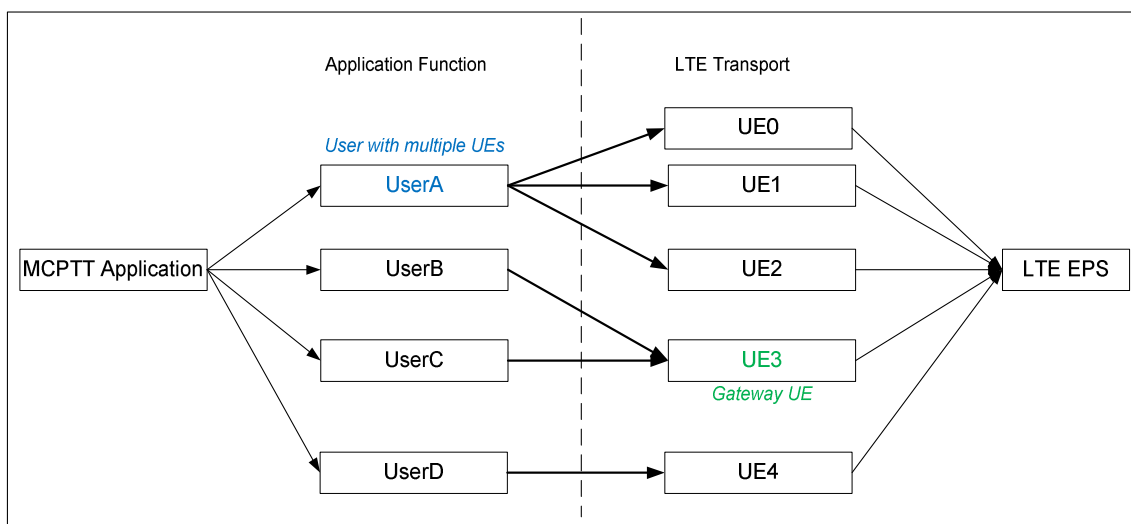 Application Function
LTE Transport
UE0
User with multiple UEs
UserA
UE1
MCPTT Application
UserB
UE2
LTE EPS
UserC
UE3
Gateway UE
UserD
UE4